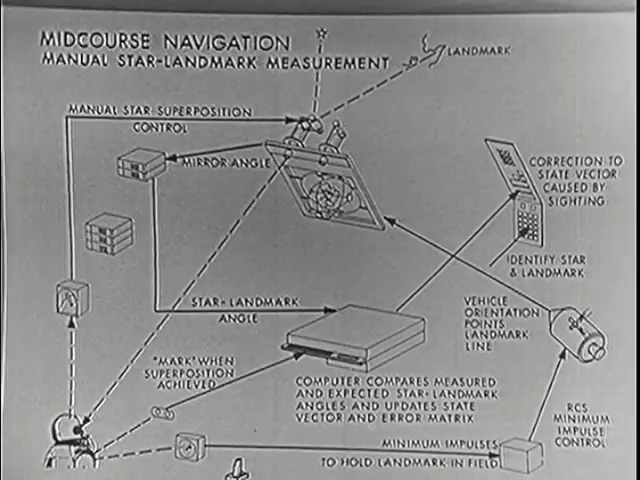 MIDCOURSE NAVIGATION
MANUAL STAR-LANDMARK MEASUREMENT
LANDMARK
MANUAL STAR SUPERPOSITION
CONTROL
MIRROR ANGLE
CORRECTION TO
STATE VECTOR
CAUSED BY
SIGHTING
IDENTIFY STAR
& LANDMARK
STAR-LANDMARK
ANGLE
VEHICLE
ORIENTATION
POINTS
LANDMARK
LINE
"MARK" WHEN
SUPERPOSITION
ACHIEVED
COMPUTER COMPARES MEASURED
AND EXPECTED STAR-LANDMARK
ANGLES AND UPDATES STATE
VECTOR AND ERROR MATRIX
RCS
MINIMUM
IMPULSE
CONTROL
MINIMUM IMPULSES
TO HOLD LANDMARK IN FIELD